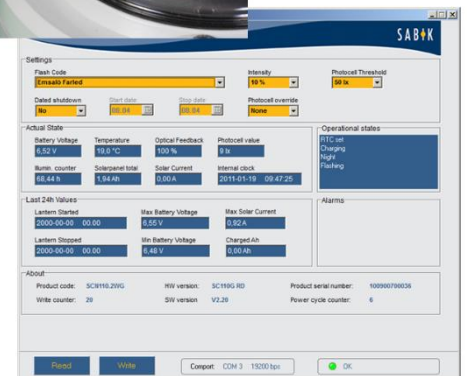 SABIK
Settings
Flash Code Intensity Photocell Threshold
Emsalö Farled 10 % 50 lx
Dated shutdown Start date: Stop date: Photocell override
No 08.04 08.04 None
Actual State
Battery Voltage Temperature Optical Feedback Photocell value
6,52 V 19,0 °C 100 % 9 lx
Illumin. counter Solarpanel total Solar Current Internal clock
68,44 h 1,94 Ah 0,00 A 2011-01-19 09.47.25
Operational states
RTC set
Charging
Night
Flashing
Last 24h Values
Lantern Started Max Battery Voltage Max Solar Current
2000-00-00 00.00 6,55 V 0,92 A
Lantern Stopped Min Battery Voltage Charged Ah
2000-00-00 00.00 6,48 V 0,00 Ah
Alarms
About
Product code: SC110.2WG HW version: SC110G RD Product serial number: 100900700038
Write counter: 20 SW version V2.20 Power cycle counter: 6
Read Write Comport COM 3 19200 bps OK